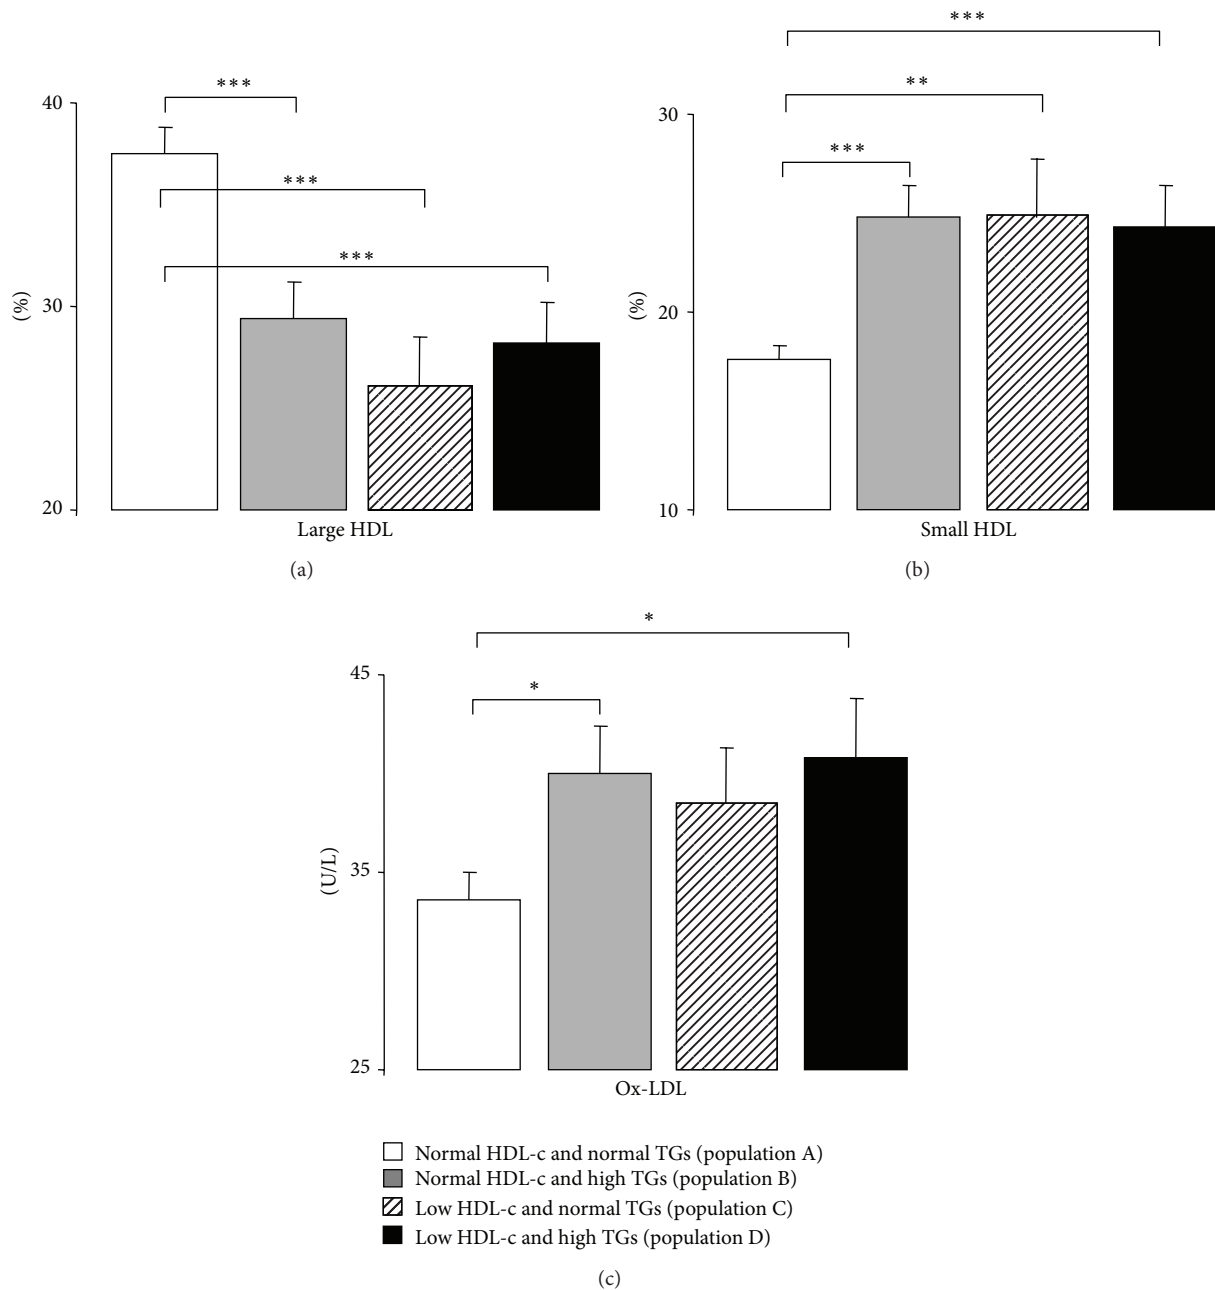 ***
***
***
40
30
20
(%)
Large HDL
(a)
***
**
***
30
20
10
(%)
Small HDL
(b)
*
*
45
35
25
(U/L)
Ox-LDL
Normal HDL-c and normal TGs (population A)
Normal HDL-c and high TGs (population B)
Low HDL-c and normal TGs (population C)
Low HDL-c and high TGs (population D)
(c)